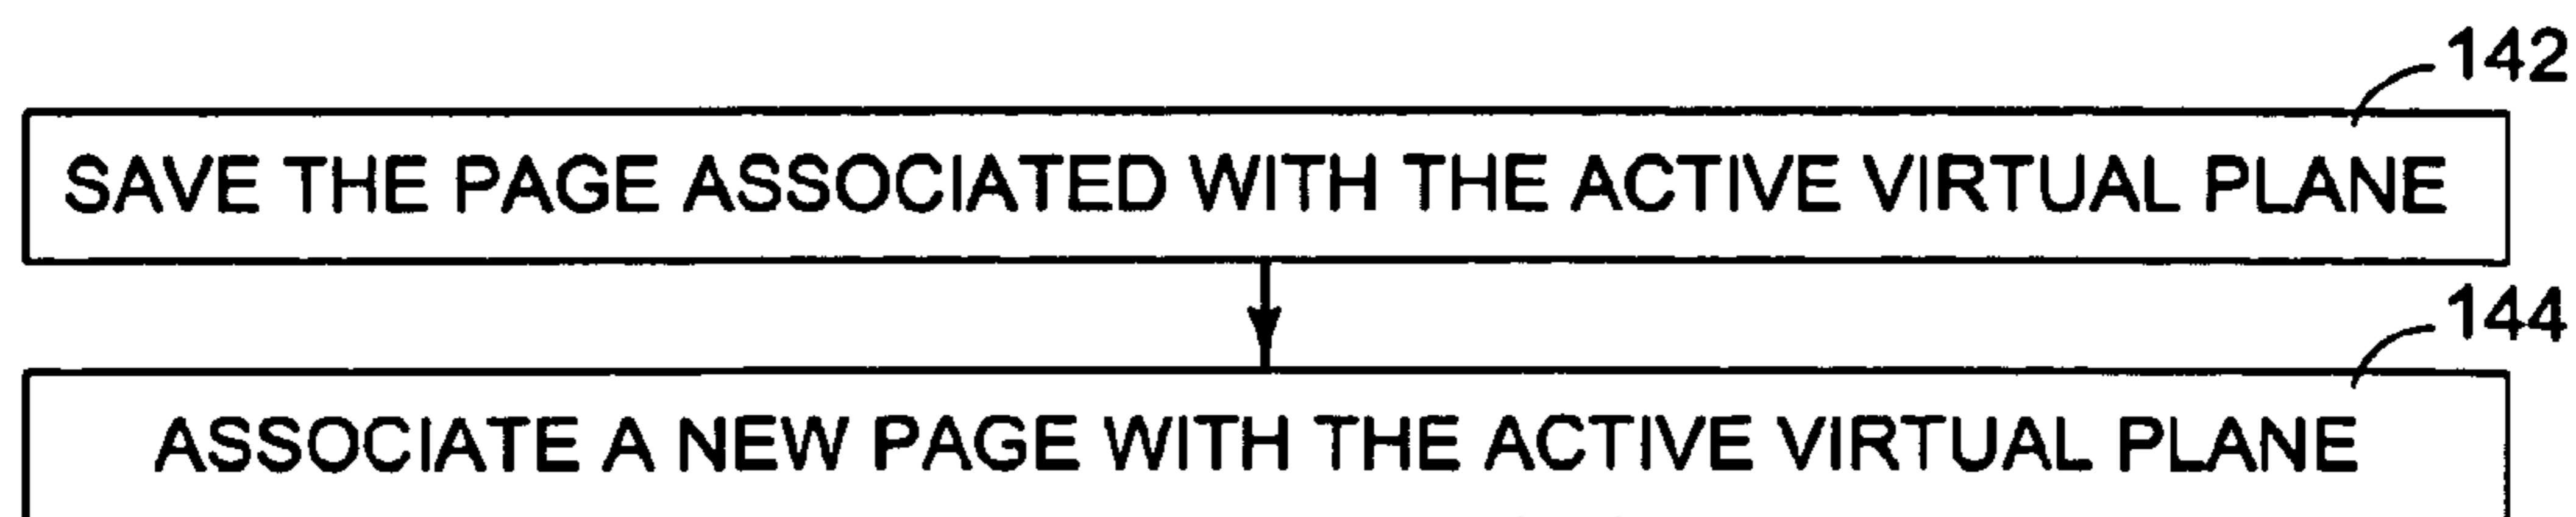 142
SAVE THE PAGE ASSOCIATED WITH THE ACTIVE VIRTUAL PLANE
144
ASSOCIATE A NEW PAGE WITH THE ACTIVE VIRTUAL PLANE